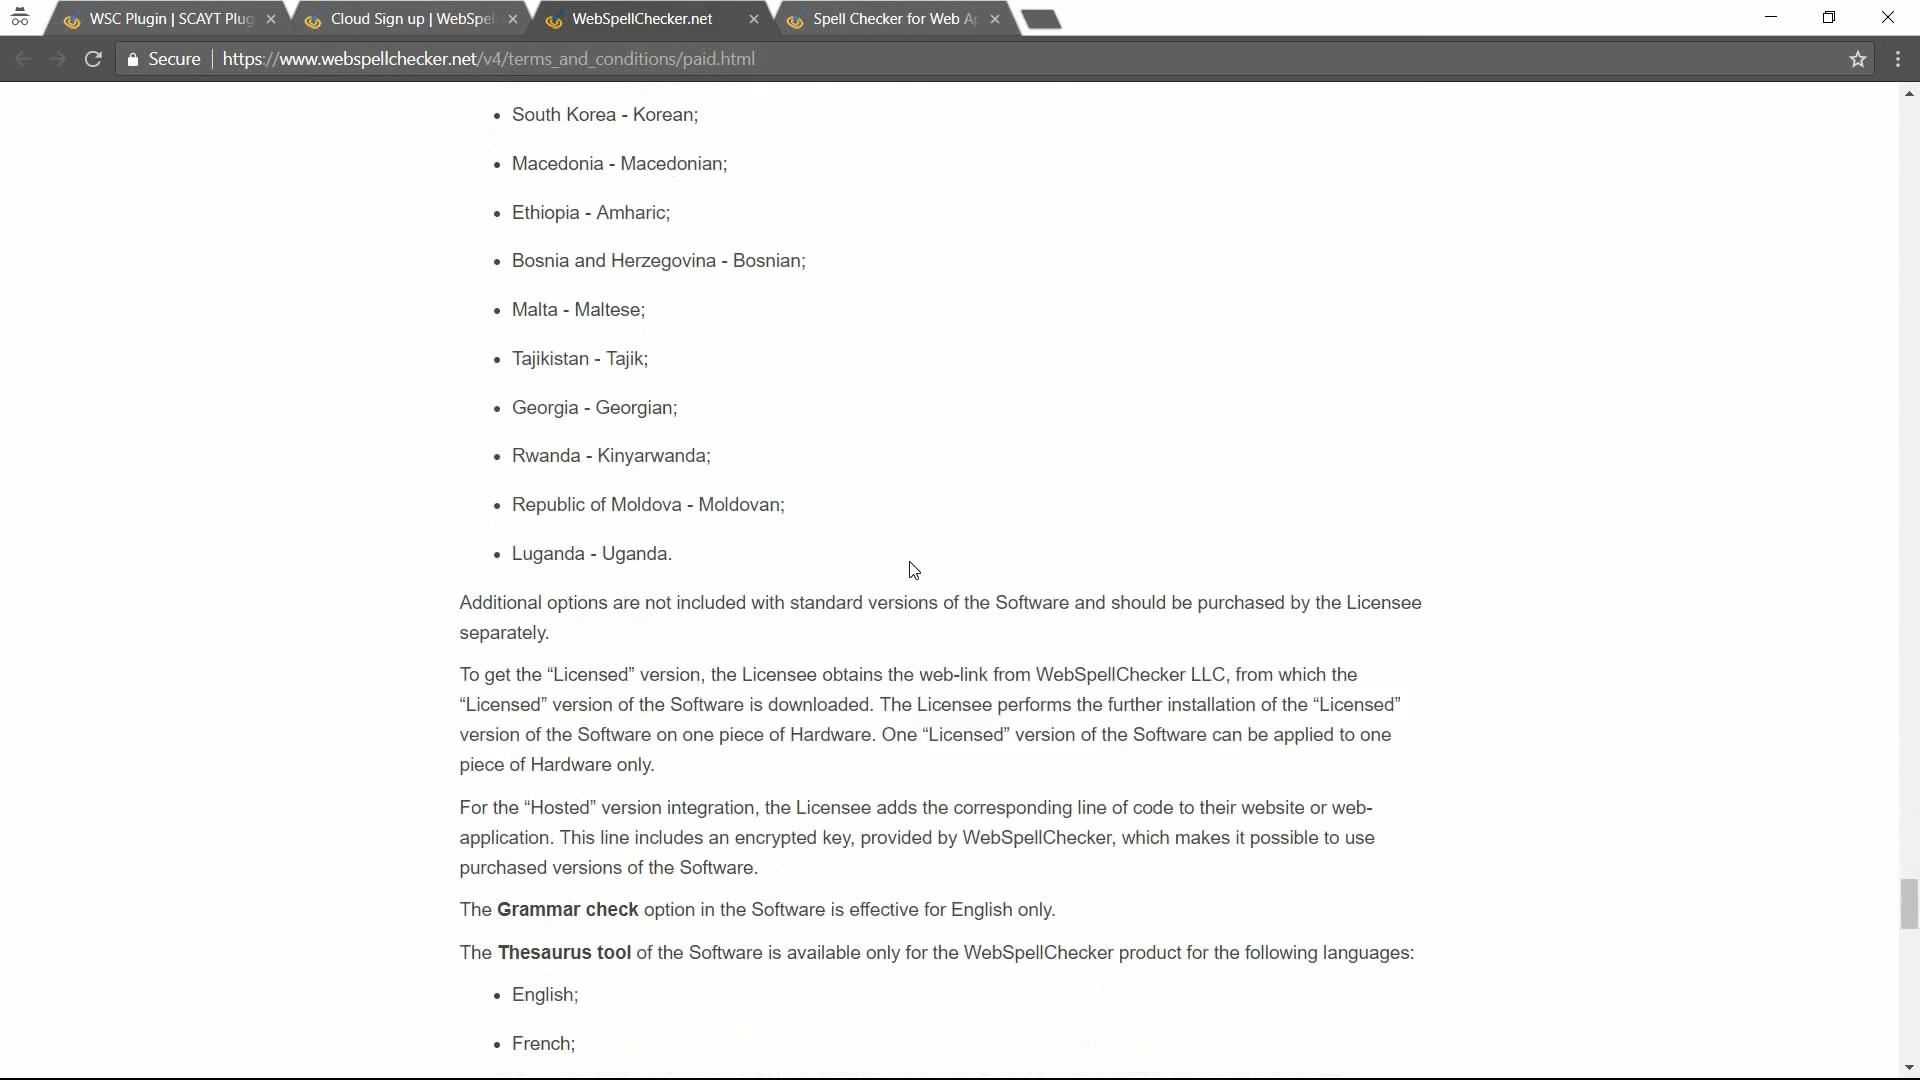 WSC Plugin | SCAYT Plug
Cloud Sign up | WebSpel
WebSpellChecker.net
Spell Checker for Web Ap
Secure
https://www.webspellchecker.net/v4/terms_and_conditions/paid.html
• South Korea - Korean;
• Macedonia - Macedonian;
• Ethiopia - Amharic;
• Bosnia and Herzegovina - Bosnian;
• Malta - Maltese;
• Tajikistan - Tajik;
• Georgia - Georgian;
• Rwanda - Kinyarwanda;
• Republic of Moldova - Moldovan;
• Luganda - Uganda.
Additional options are not included with standard versions of the Software and should be purchased by the Licensee
separately.
To get the “Licensed” version, the Licensee obtains the web-link from WebSpellChecker LLC, from which the
“Licensed” version of the Software is downloaded. The Licensee performs the further installation of the “Licensed”
version of the Software on one piece of Hardware. One “Licensed” version of the Software can be applied to one
piece of Hardware only.
For the “Hosted” version integration, the Licensee adds the corresponding line of code to their website or web-
application. This line includes an encrypted key, provided by WebSpellChecker, which makes it possible to use
purchased versions of the Software.
The Grammar check option in the Software is effective for English only.
The Thesaurus tool of the Software is available only for the WebSpellChecker product for the following languages:
• English;
• French;